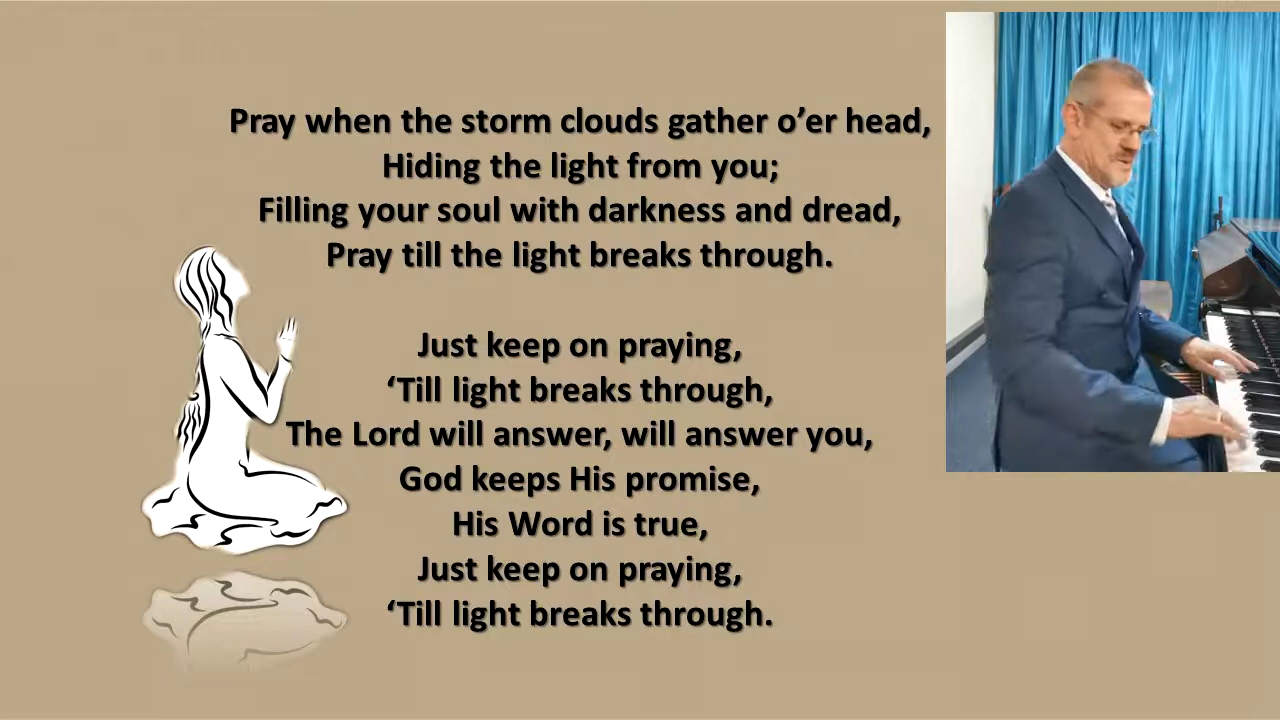 Pray when the storm clouds gather o’er head,
Hiding the light from you;
Filling your soul with darkness and dread,
Pray till the light breaks through.
Just keep on praying,
‘Till light breaks through,
The Lord will answer, will answer you,
God keeps His promise,
His Word is true,
Just keep on praying,
‘Till light breaks through.